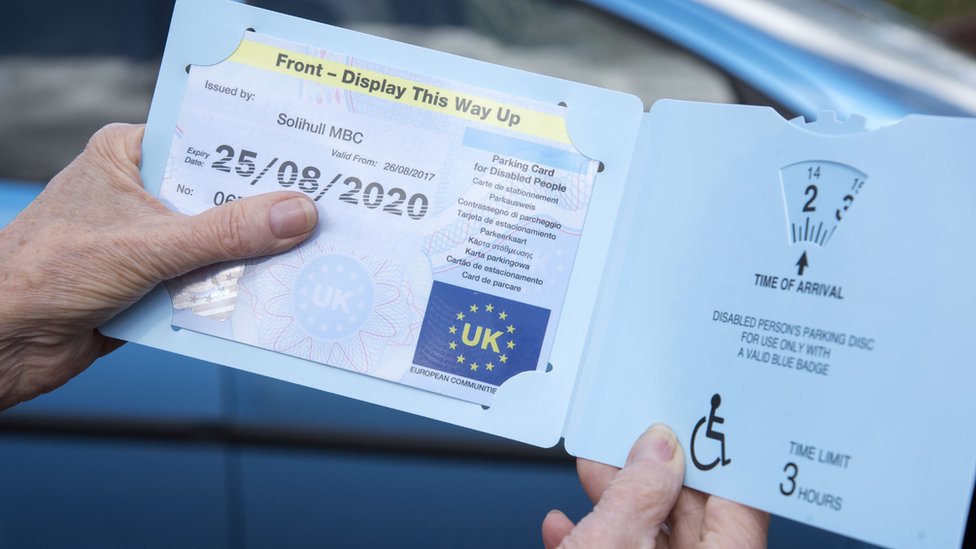 Front – Display This Way Up
Issued by:
Solihull MBC
Expiry
Date:
Valid From: 26/08/2017
25/08/2020
No:
Parking Card
for Disabled People
Carte de stationnement
Parkausweis
Contrassegno di parcheggio
Tarjeta de estacionamiento
Parkeerkaart
Κάρτα στάθμευσης
Karta parkingowa
Cartão de estacionamento
Card de parcare
UK
UK
EUROPEAN COMMUNITIE
14
2
3
TIME OF ARRIVAL
DISABLED PERSON'S PARKING DISC
FOR USE ONLY WITH
A VALID BLUE BADGE
TIME LIMIT
3 HOURS